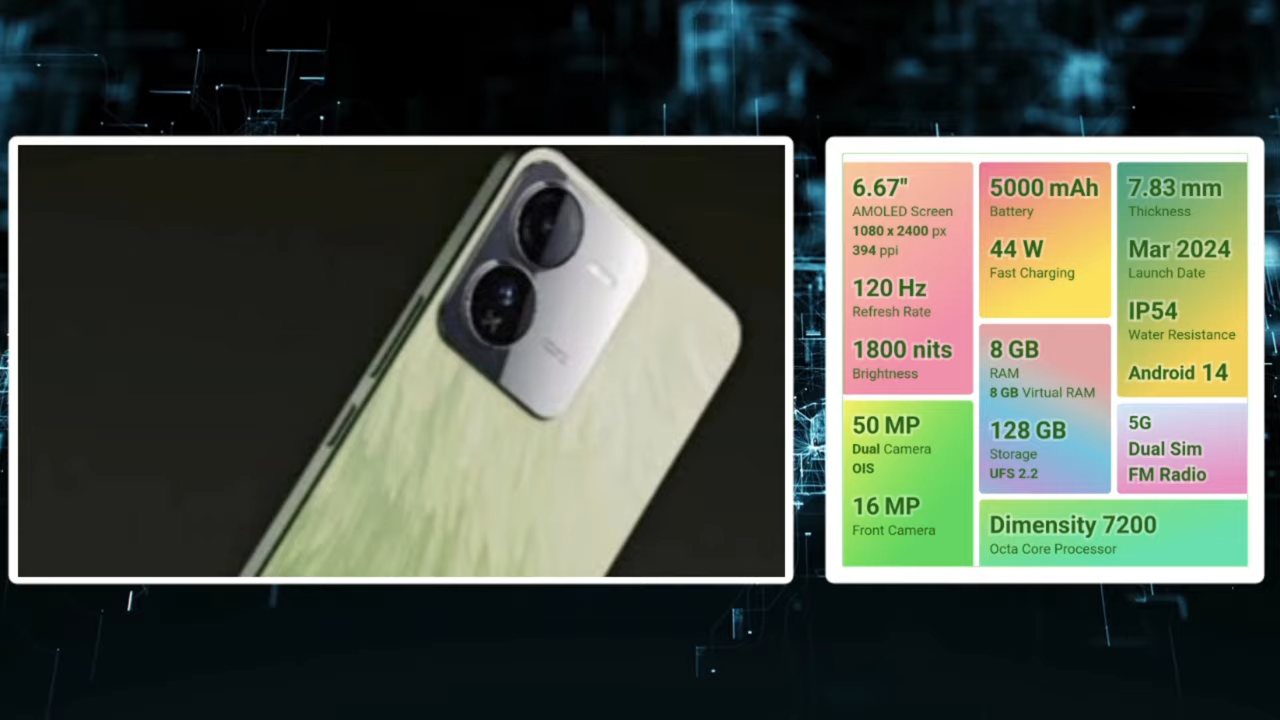 6.67"
AMOLED Screen
1080 x 2400 px
394 ppi
120 Hz
Refresh Rate
1800 nits
Brightness
50 MP
Dual Camera
OIS
16 MP
Front Camera
5000 mAh
Battery
44 W
Fast Charging
8 GB
RAM
8 GB Virtual RAM
128 GB
Storage
UFS 2.2
7.83 mm
Thickness
Mar 2024
Launch Date
IP54
Water Resistance
Android 14
5G
Dual Sim
FM Radio
Dimensity 7200
Octa Core Processor